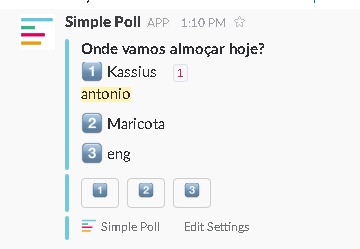 Simple Poll APP 1:10 PM
Onde vamos almoçar hoje?
1 Kassius 1
antonio
2 Maricota
3 eng
1 2 3
Simple Poll Edit Settings